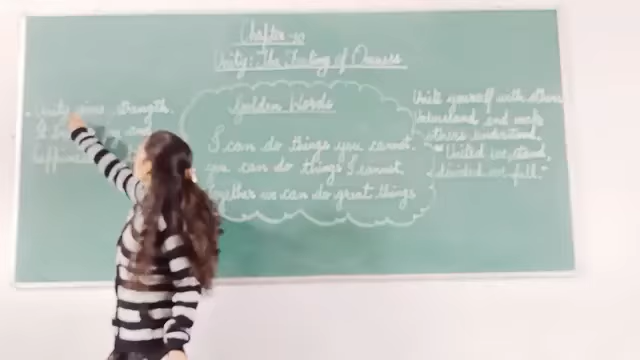 Chapter-10
Unity: The Feeling of Oneness
Unity gives strength.
Golden Words
I can do things you cannot.
you can do things I cannot.
Together we can do great things
Unite yourself with others
Understand and make
others understand.
"United we stand,
divided we fall."